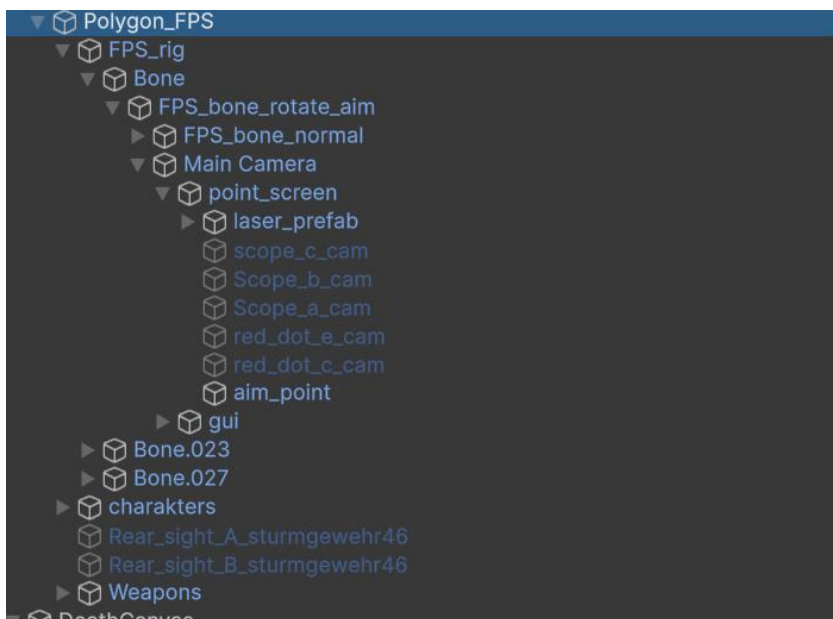 Polygon_FPS
FPS_rig
Bone
FPS_bone_rotate_aim
FPS_bone_normal
Main Camera
point_screen
laser_prefab
scope_c_cam
Scope_b_cam
Scope_a_cam
red_dot_e_cam
red_dot_c_cam
aim_point
gui
Bone.023
Bone.027
charakters
Rear_sight_A_sturmgewehr46
Rear_sight_B_sturmgewehr46
Weapons
DeathCanvas